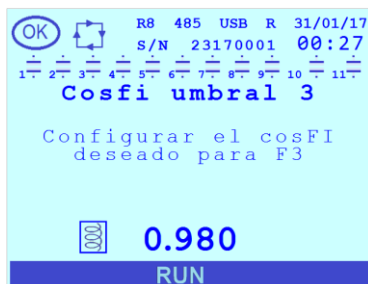 OK R8 485 USB R 31/01/17
S/N 23170001 00:27
1 2 3 4 5 6 7 8 9 10 11
Cosfi umbral 3
Configurar el cosFI
deseado para F3
0.980
RUN